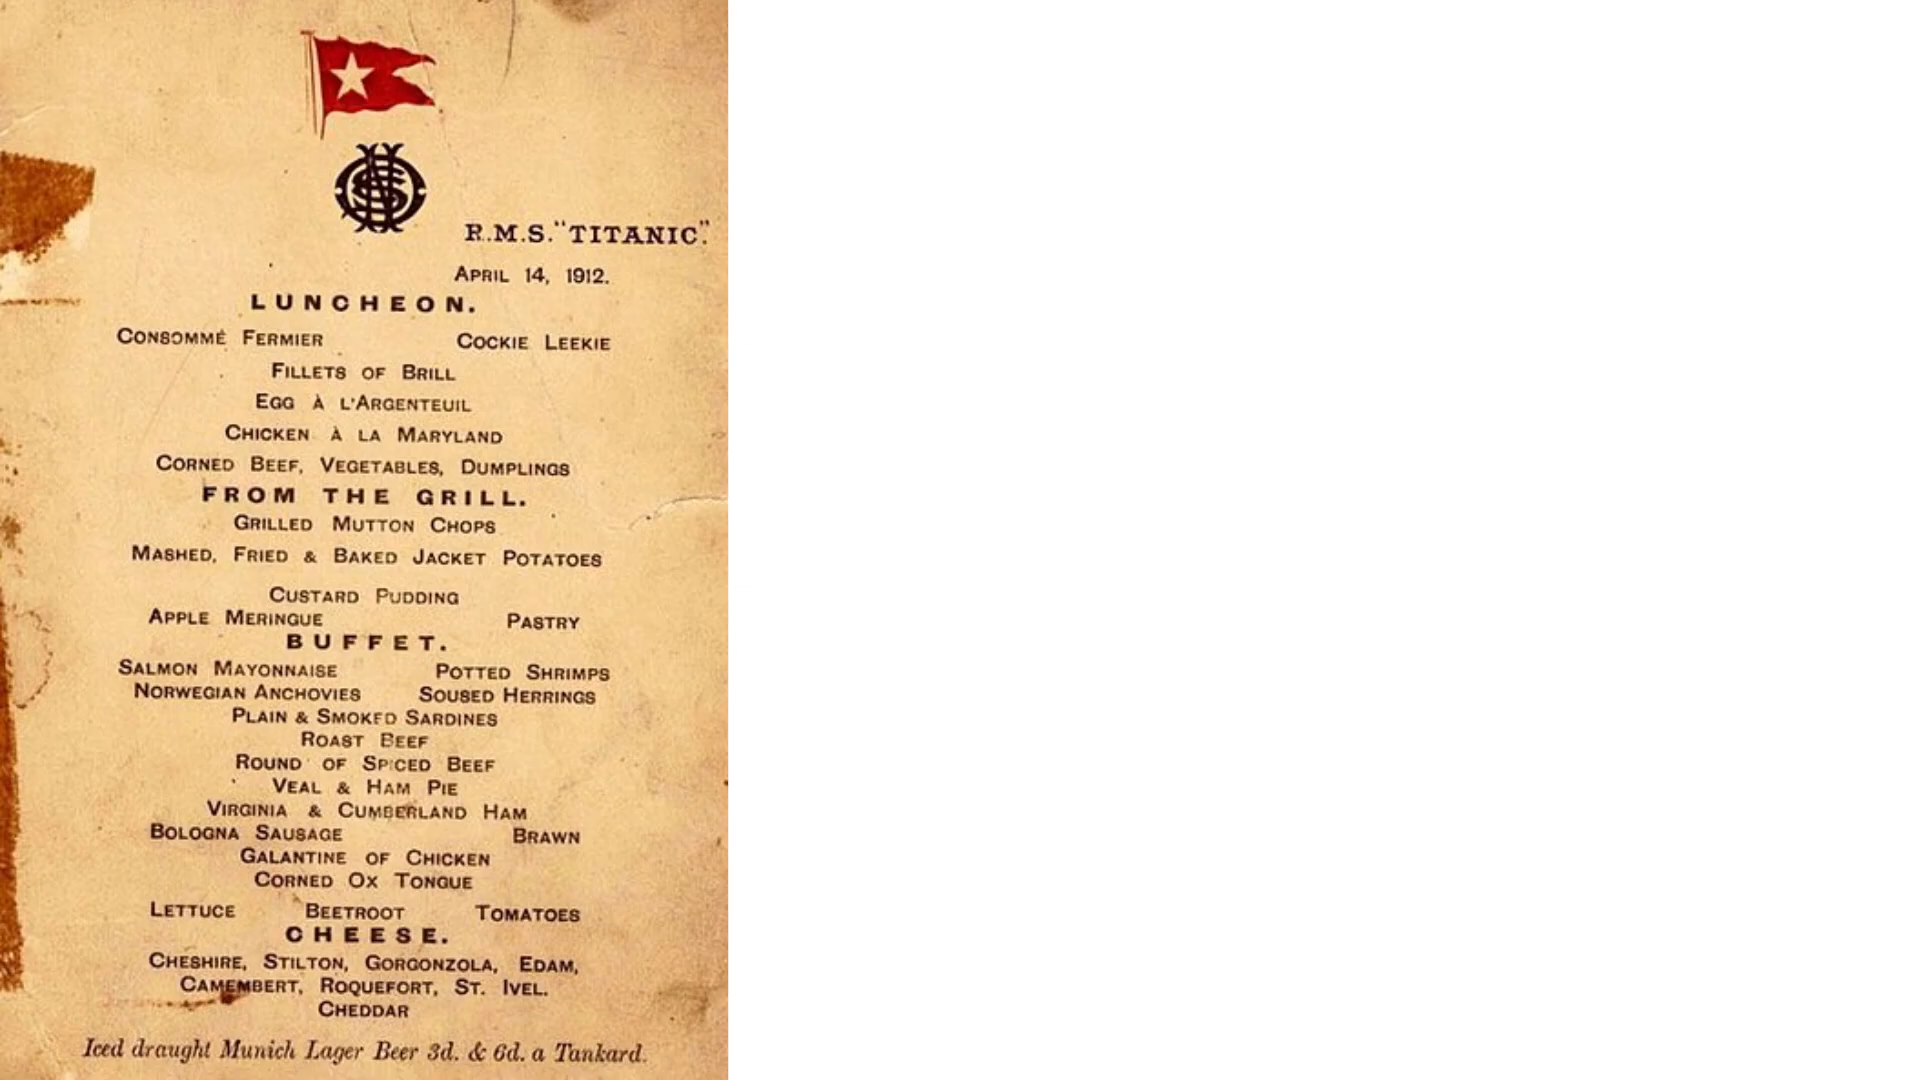 R.M.S. "TITANIC."
APRIL 14, 1912.
LUNCHEON.
CONSOMMÉ FERMIER COCKIE LEEKIE
FILLETS OF BRILL
EGG À L'ARGENTEUIL
CHICKEN À LA MARYLAND
CORNED BEEF, VEGETABLES, DUMPLINGS
FROM THE GRILL.
GRILLED MUTTON CHOPS
MASHED, FRIED & BAKED JACKET POTATOES
CUSTARD PUDDING
APPLE MERINGUE PASTRY
BUFFET.
SALMON MAYONNAISE POTTED SHRIMPS
NORWEGIAN ANCHOVIES SOUSED HERRINGS
PLAIN & SMOKED SARDINES
ROAST BEEF
ROUND OF SPICED BEEF
VEAL & HAM PIE
VIRGINIA & CUMBERLAND HAM
BOLOGNA SAUSAGE BRAWN
GALANTINE OF CHICKEN
CORNED OX TONGUE
LETTUCE BEETROOT TOMATOES
CHEESE.
CHESHIRE, STILTON, GORGONZOLA, EDAM,
CAMEMBERT, ROQUEFORT, ST. IVEL.
CHEDDAR
Iced draught Munich Lager Beer 3d. & 6d. a Tankard.